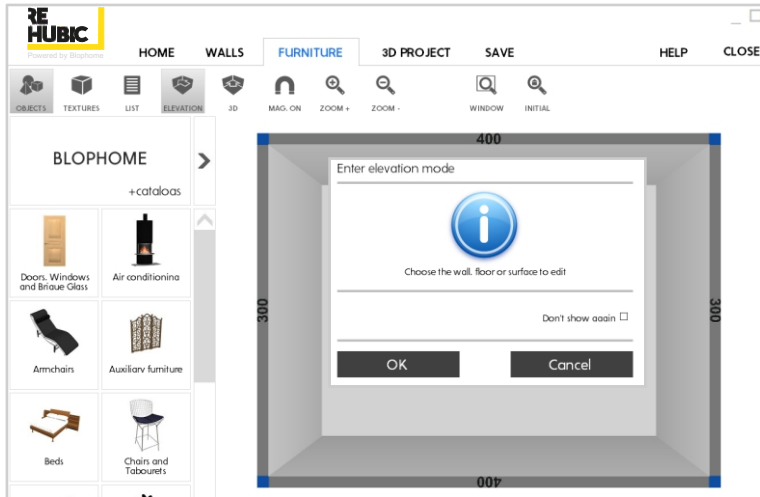 RE
HUBIC
Powered by Blophome
HOME WALLS FURNITURE 3D PROJECT SAVE HELP CLOSE
OBJECTS TEXTURES LIST ELEVATION 3D MAG. ON ZOOM + ZOOM - WINDOW INITIAL
BLOPHOME
+catalogs
Doors, Windows
and Brique Glass
Air conditioning
Armchairs
Auxiliary furniture
Beds
Chairs and
Tabourets
400
300
Enter elevation mode
Choose the wall, floor or surface to edit
Don't show again
OK Cancel
300
400